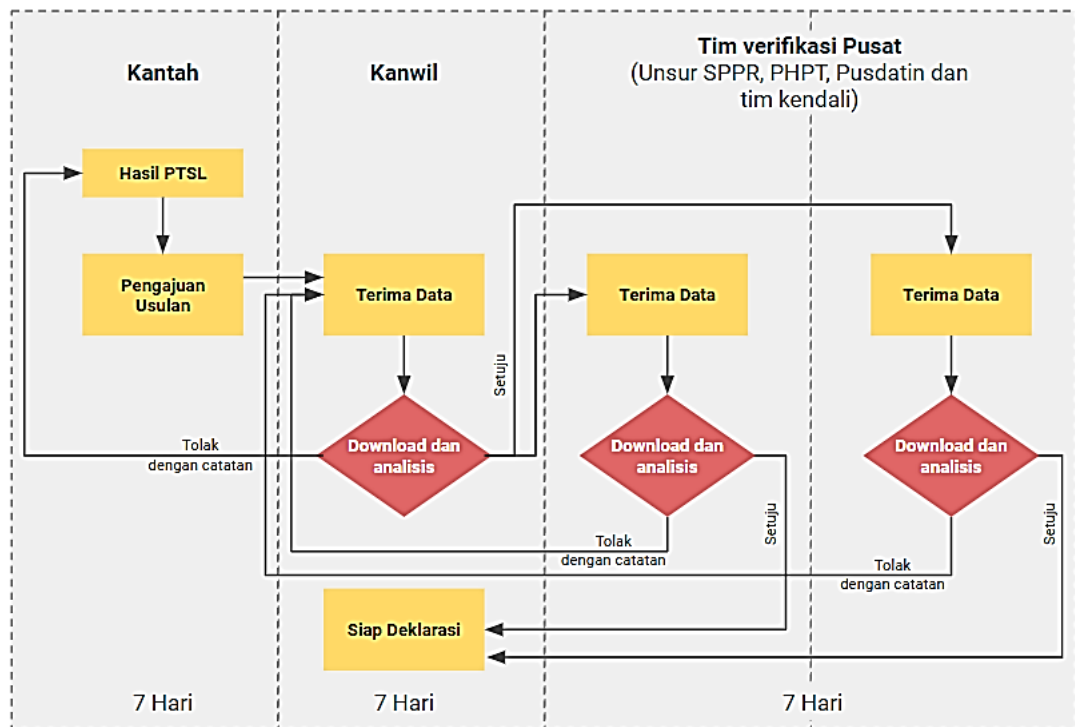 Kantah
Kanwil
Tim verifikasi Pusat
(Unsur SPPR, PHPT, Pusdatin dan
tim kendali)
Hasil PTSL
Pengajuan
Usulan
Terima Data
Terima Data
Terima Data
Setuju
Download dan
analisis
Download dan
analisis
Download dan
analisis
Tolak
dengan catatan
Setuju
Setuju
Tolak
dengan catatan
Tolak
dengan catatan
Siap Deklarasi
7 Hari
7 Hari
7 Hari